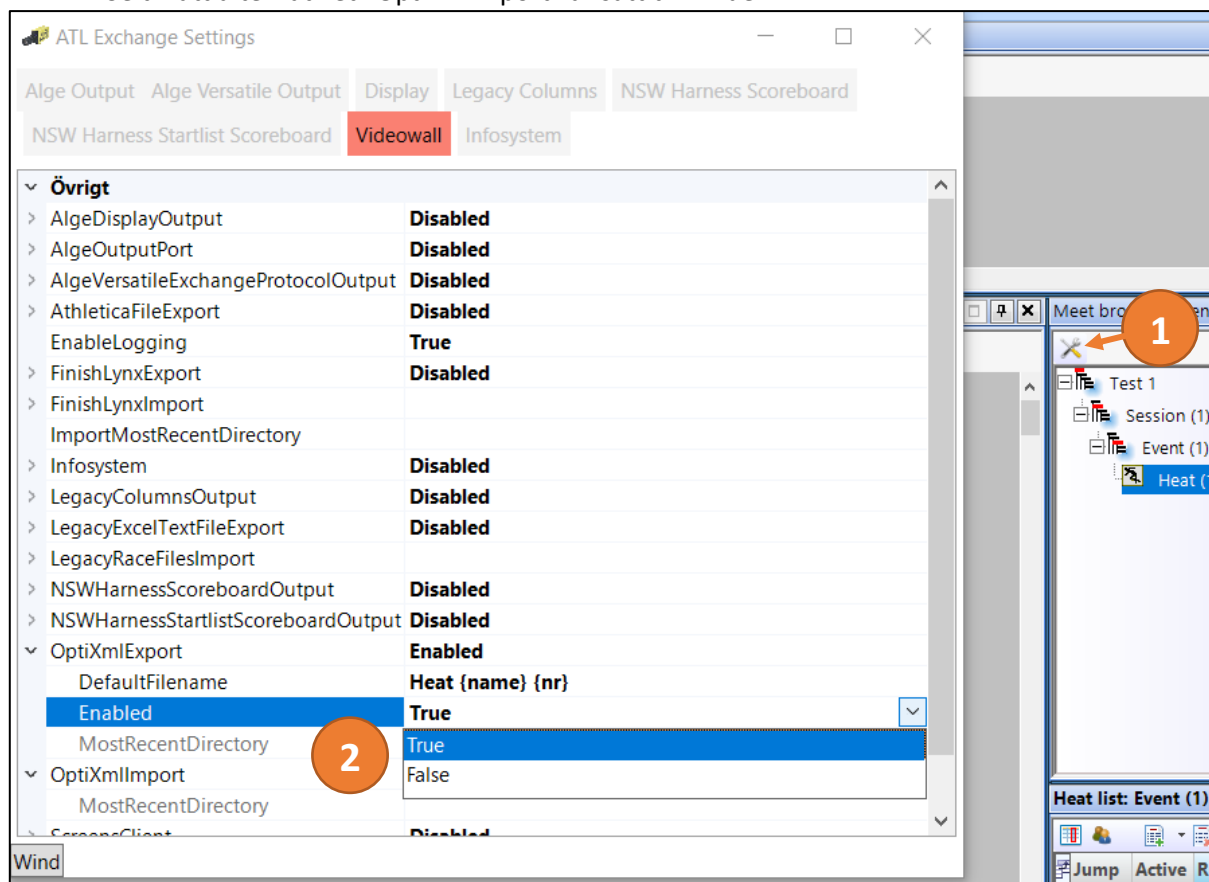 ATL Exchange Settings
Alge Output Alge Versatile Output Display Legacy Columns NSW Harness Scoreboard
NSW Harness Startlist Scoreboard Videowall Infosystem
Övrigt
AlgeDisplayOutput Disabled
AlgeOutputPort Disabled
AlgeVersatileExchangeProtocolOutput Disabled
AthleticaFileExport Disabled
EnableLogging True
FinishLynxExport Disabled
FinishLynxImport
ImportMostRecentDirectory
Infosystem Disabled
LegacyColumnsOutput Disabled
LegacyExcelTextFileExport Disabled
LegacyRaceFilesImport
NSWHarnessScoreboardOutput Disabled
NSWHarnessStartlistScoreboardOutput Disabled
OptiXmlExport Enabled
DefaultFilename Heat {name} {nr}
Enabled True
MostRecentDirectory
True
2
OptiXmlImport
False
MostRecentDirectory
Wind
Meet
1
Test 1
Session (1)
Event (1)
Heat
Heat list: Event (1)
Jump Active